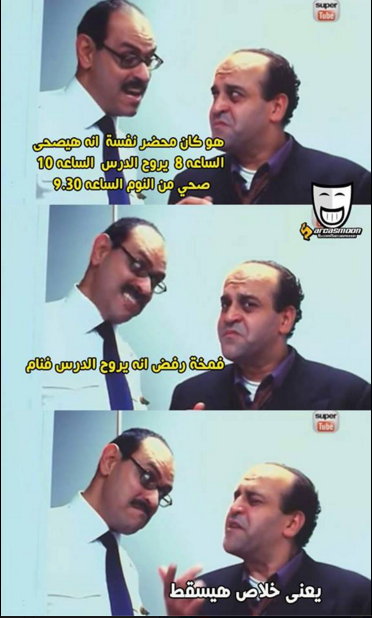 super
Tube
هو كان محضر نفسة انه هيصحى
الساعه 8 يروح الدرس الساعه 10
صحي من النوم الساعه 9.30
arcasmoon
فمخة رفض انه يروح الدرس فنام
super
Tube
يعنى خلاص هيسقط